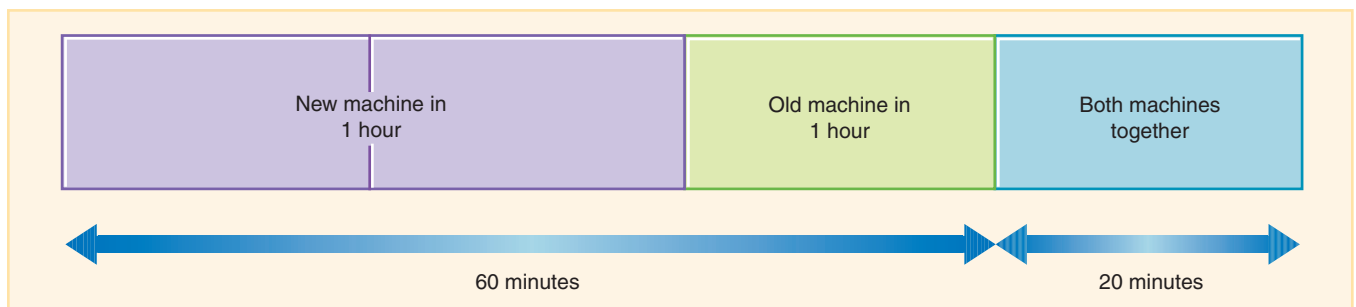 New machine in
1 hour
Old machine in
1 hour
Both machines
together
60 minutes
20 minutes